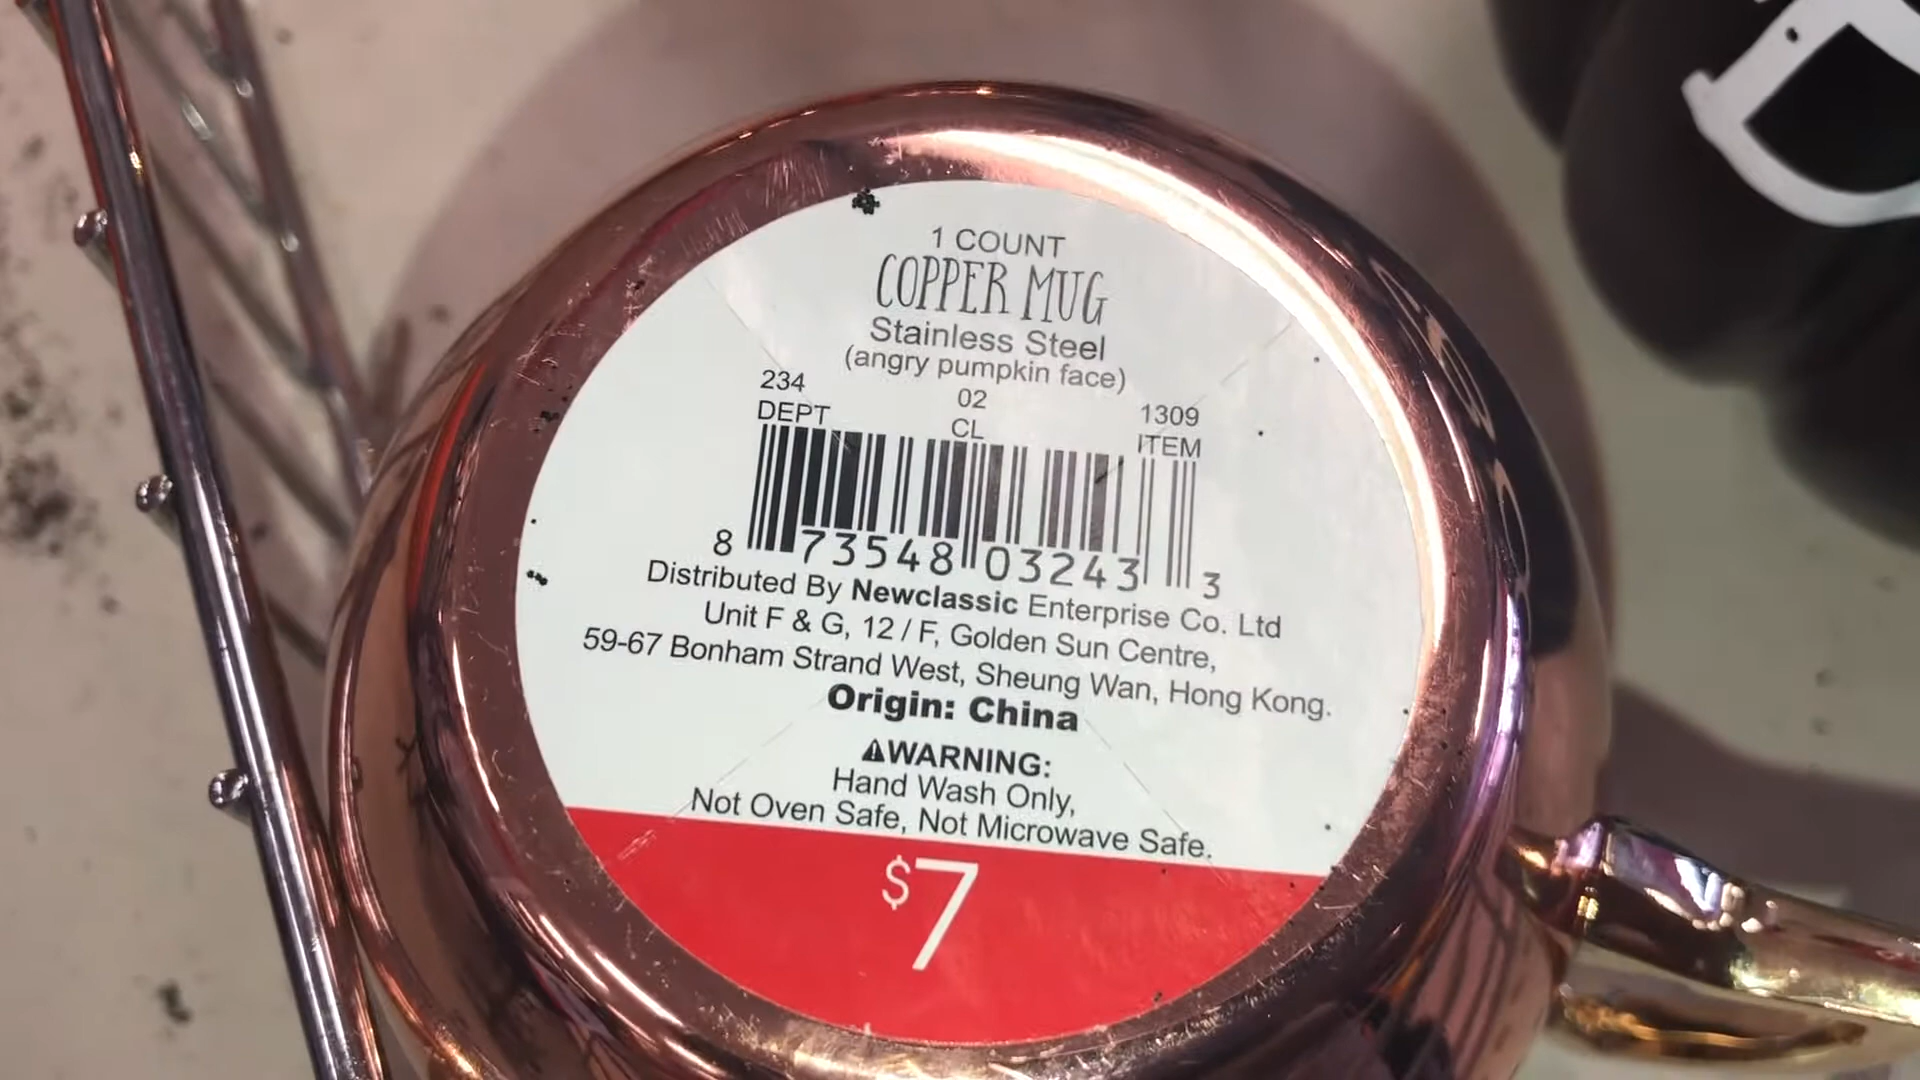 1 COUNT
COPPER MUG
Stainless Steel
(angry pumpkin face)
234 02 1309
DEPT CL ITEM
8 73548 03243 3
Distributed By Newclassic Enterprise Co. Ltd
Unit F & G, 12 / F, Golden Sun Centre,
59-67 Bonham Strand West, Sheung Wan, Hong Kong.
Origin: China
⚠WARNING:
Hand Wash Only,
Not Oven Safe, Not Microwave Safe.
$7